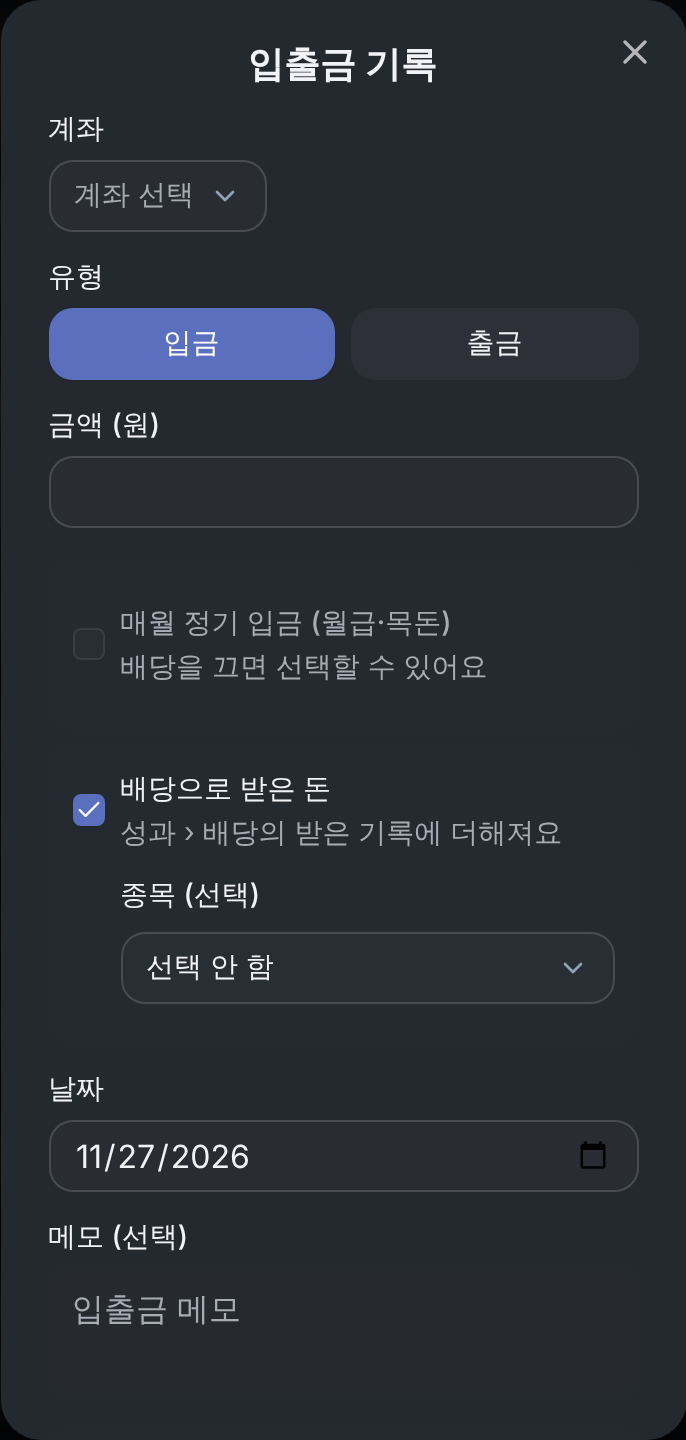 입출금 기록
계좌
계좌 선택
유형
입금
출금
금액 (원)
매월 정기 입금 (월급·목돈)
배당을 끄면 선택할 수 있어요
배당으로 받은 돈
성과 › 배당의 받은 기록에 더해져요
종목 (선택)
선택 안 함
날짜
11/27/2026
메모 (선택)
입출금 메모